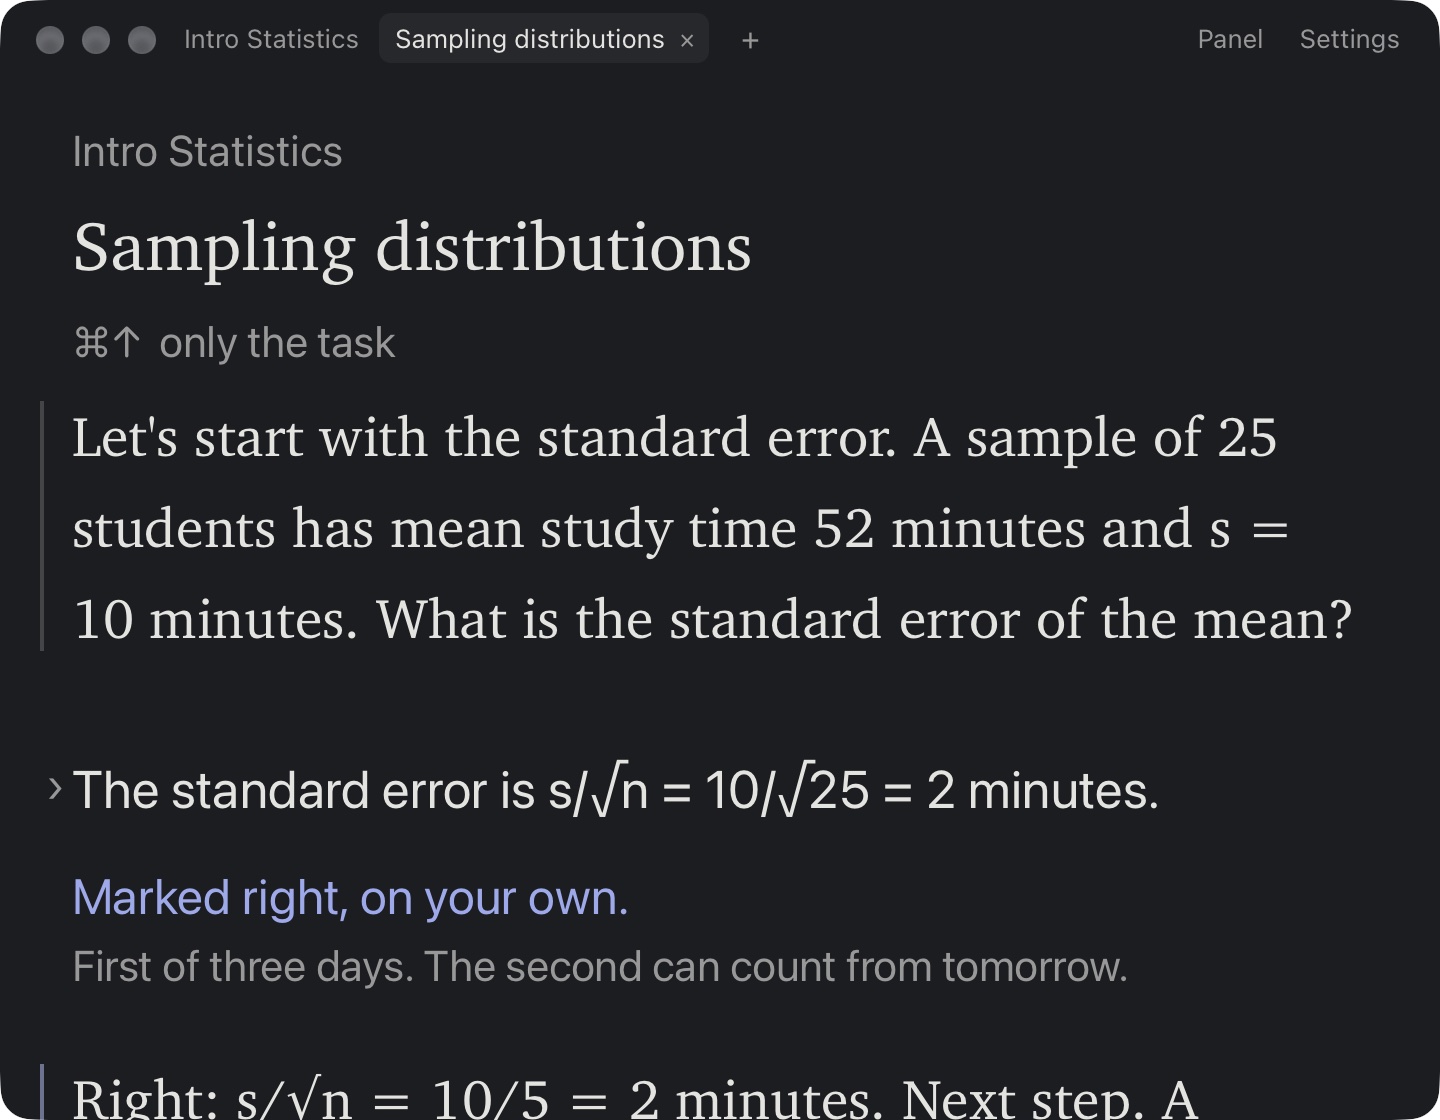 Intro Statistics
Sampling distributions ×
+
Panel
Settings
Intro Statistics
Sampling distributions
⌘↑ only the task
Let's start with the standard error. A sample of 25
students has mean study time 52 minutes and s =
10 minutes. What is the standard error of the mean?
› The standard error is s/√n = 10/√25 = 2 minutes.
Marked right, on your own.
First of three days. The second can count from tomorrow.
Right: s/√n = 10/5 = 2 minutes. Next step. A